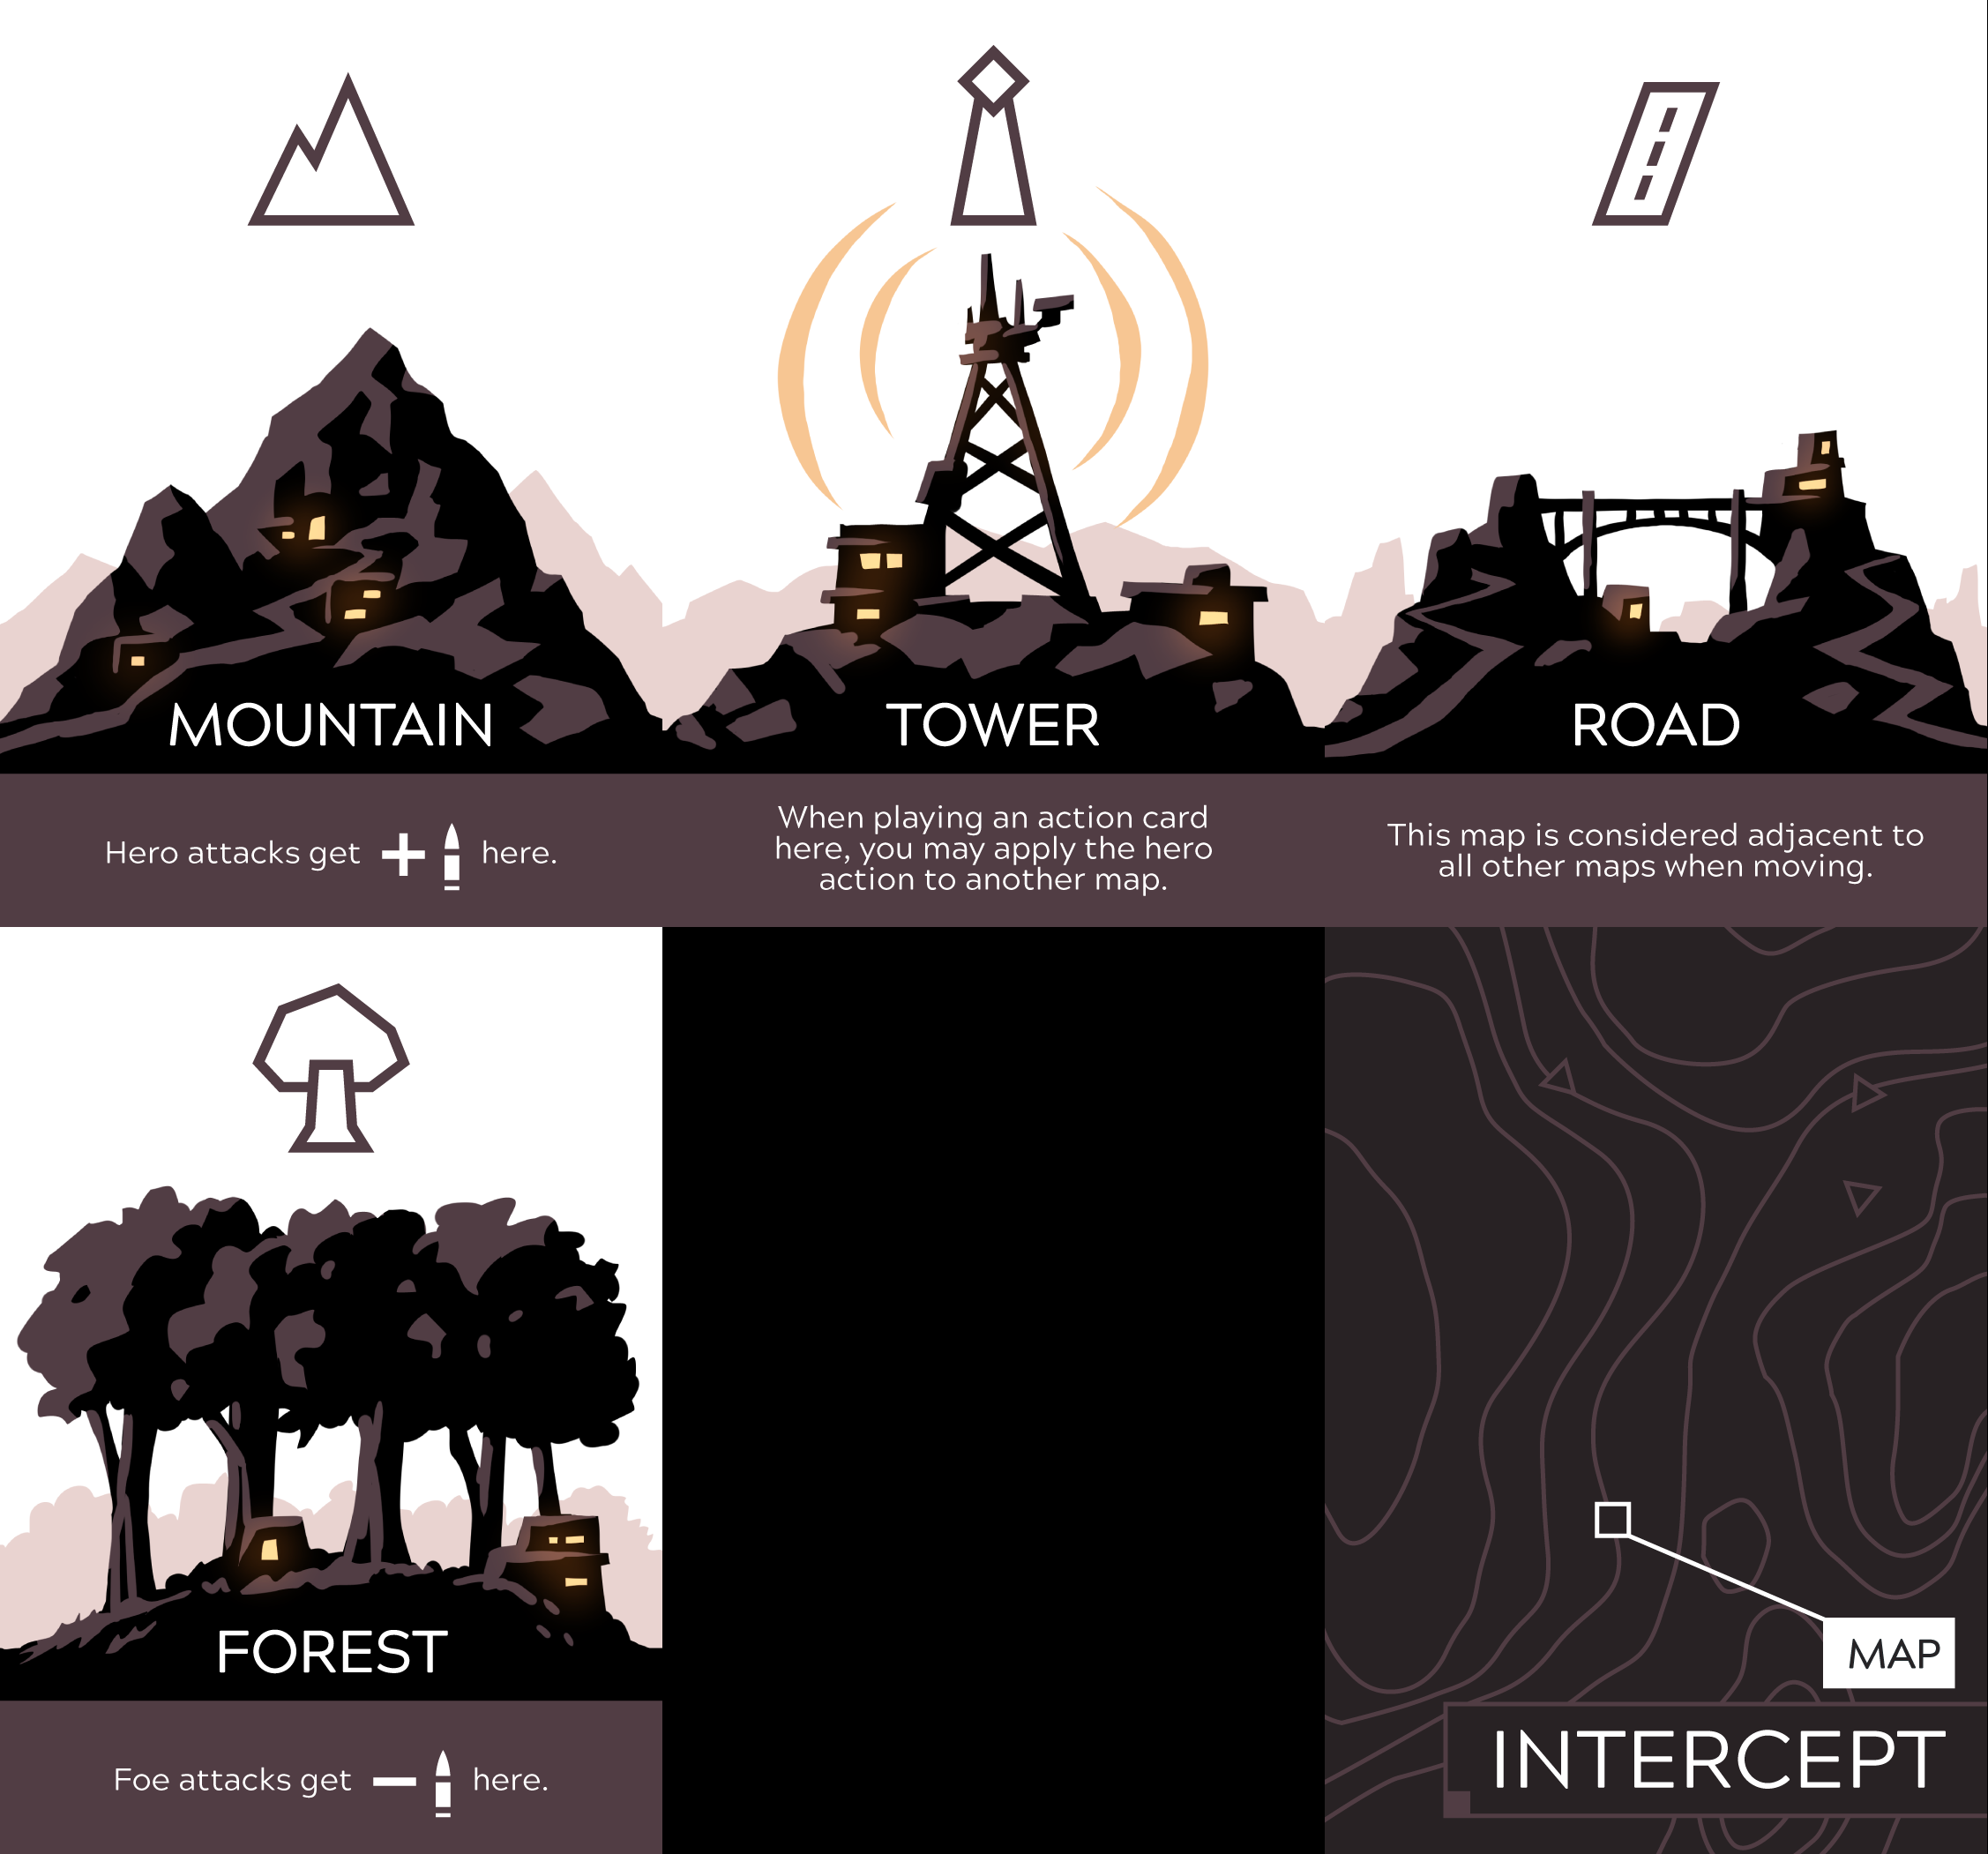 MOUNTAIN
Hero attacks get + here.
TOWER
When playing an action card
here, you may apply the hero
action to another map.
ROAD
This map is considered adjacent to
all other maps when moving.
FOREST
Foe attacks get − here.
MAP
INTERCEPT